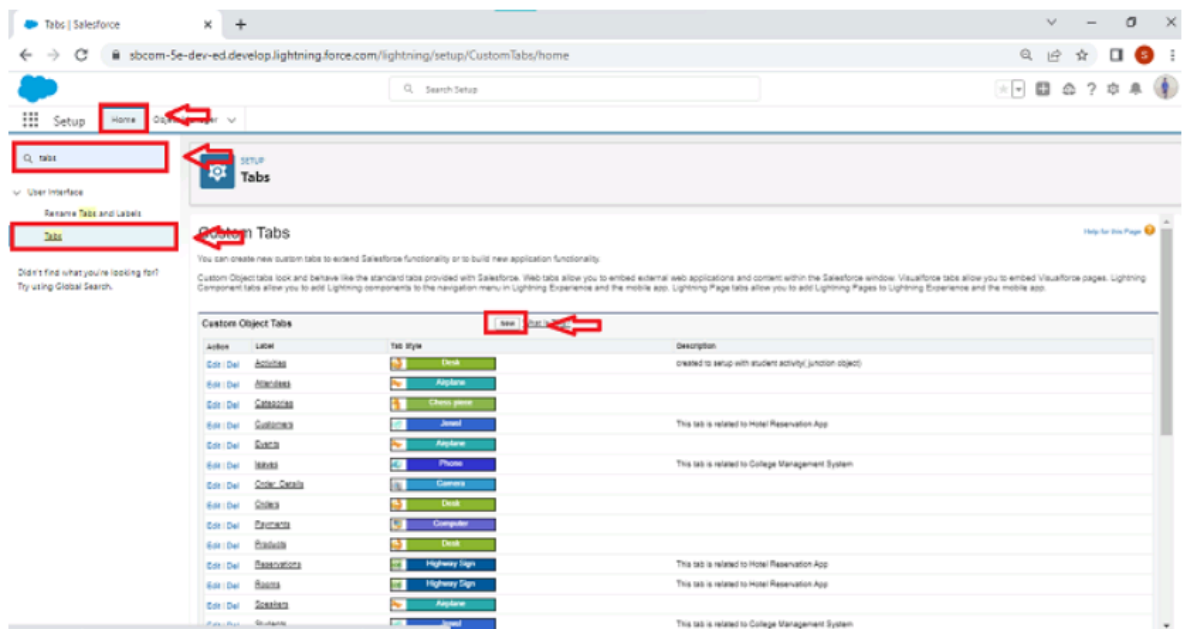 Tabs | Salesforce
sbcom-5e-dev-ed.develop.lightning.force.com/lightning/setup/CustomTabs/home
S
Search Setup
Setup Home Object Manager
tabs
SETUP
Tabs
User Interface
Rename Tabs and Labels
Tabs
Didn't find what you're looking for?
Try using Global Search.
Custom Tabs
Help for this Page
You can create new custom tabs to extend Salesforce functionality or to build new application functionality.
Custom Object tabs look and behave like the standard tabs provided with Salesforce. Web tabs allow you to embed external web applications and content within the Salesforce window. Visualforce tabs allow you to embed Visualforce pages. Lightning
Component tabs allow you to add Lightning components to the navigation menu in Lightning Experience and the mobile app. Lightning Page tabs allow you to add Lightning Pages to Lightning Experience and the mobile app.
Custom Object Tabs New What Is This?
Action Label Tab Style Description
Edit | Del Activities Desk created to setup with student activity( junction object)
Edit | Del Attendees Airplane
Edit | Del Categories Chess piece
Edit | Del Customers Jewel This tab is related to Hotel Reservation App
Edit | Del Events Airplane
Edit | Del leaves Phone This tab is related to College Management System
Edit | Del Order_Details Camera
Edit | Del Orders Desk
Edit | Del Payments Computer
Edit | Del Products Desk
Edit | Del Reservations Highway Sign This tab is related to Hotel Reservation App
Edit | Del Rooms Highway Sign This tab is related to Hotel Reservation App
Edit | Del Speakers Airplane
Edit | Del Students Jewel This tab is related to College Management System